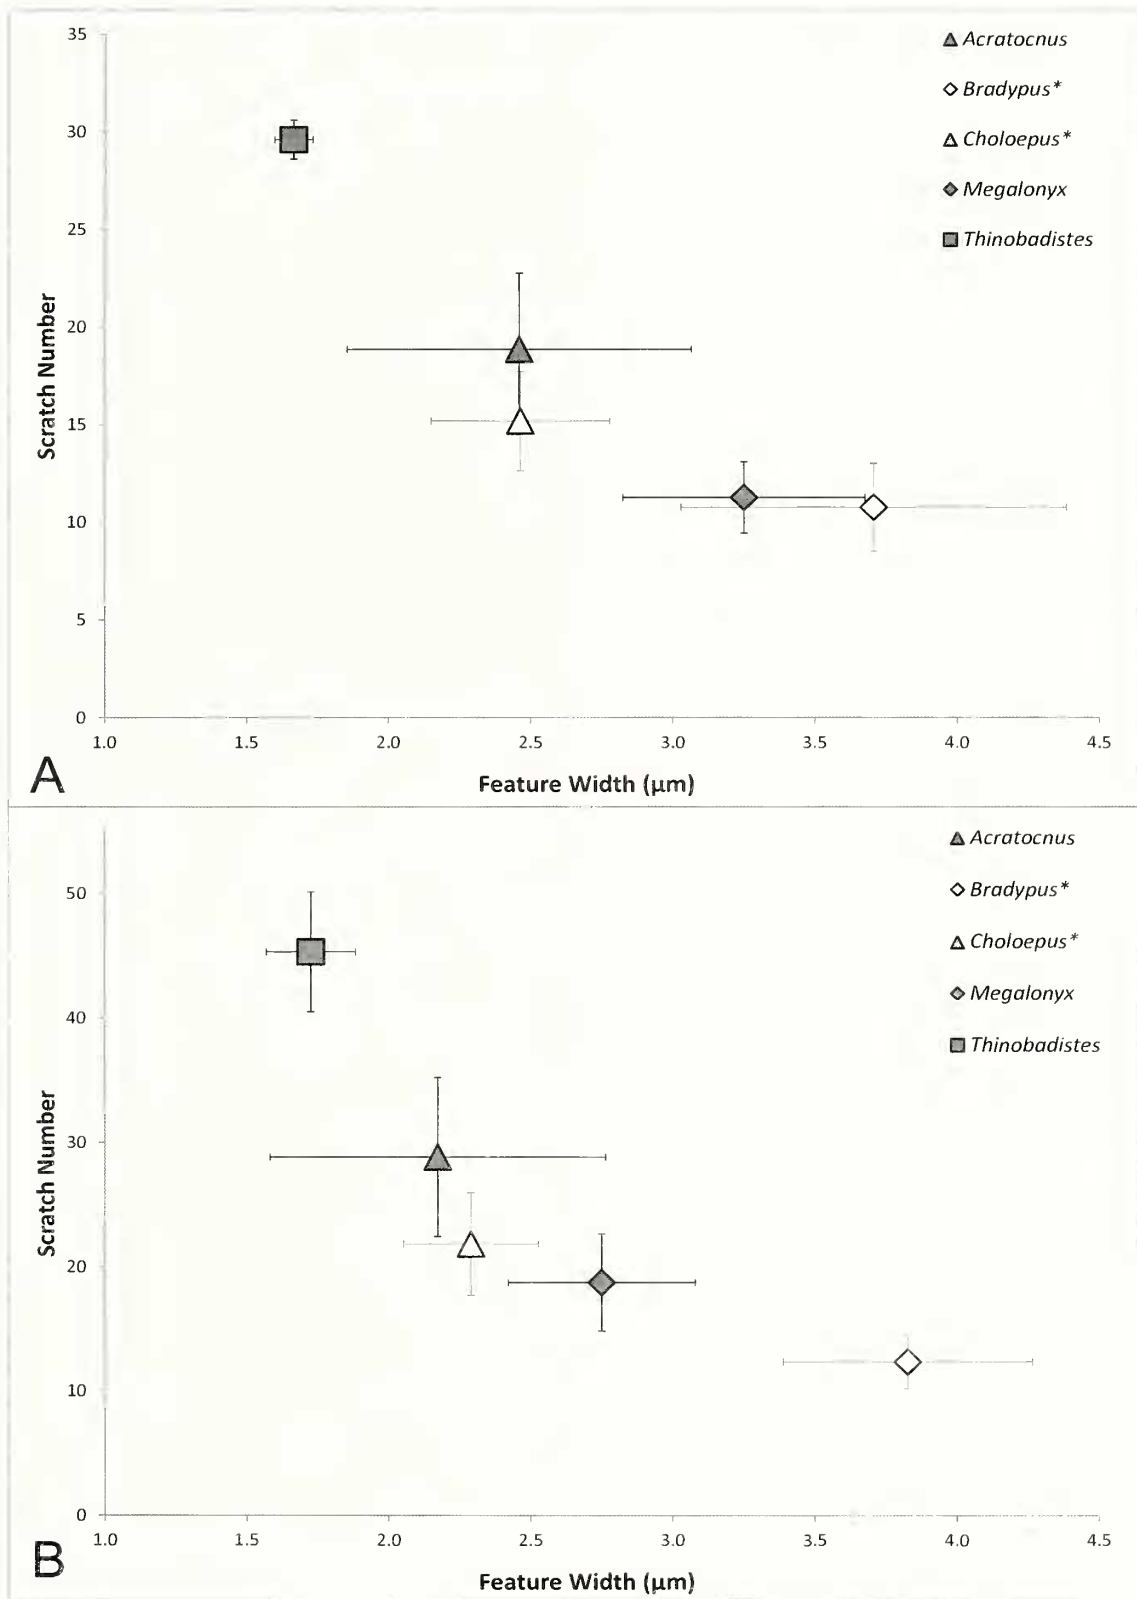 35
30
25
20
15
10
5
0
Scratch Number
1.0 1.5 2.0 2.5 3.0 3.5 4.0 4.5
Feature Width (µm)
Acratocnus
Bradypus*
Choloepus*
Megalonyx
Thinobadistes
A
50
40
30
20
10
0
Scratch Number
1.0 1.5 2.0 2.5 3.0 3.5 4.0 4.5
Feature Width (µm)
Acratocnus
Bradypus*
Choloepus*
Megalonyx
Thinobadistes
B